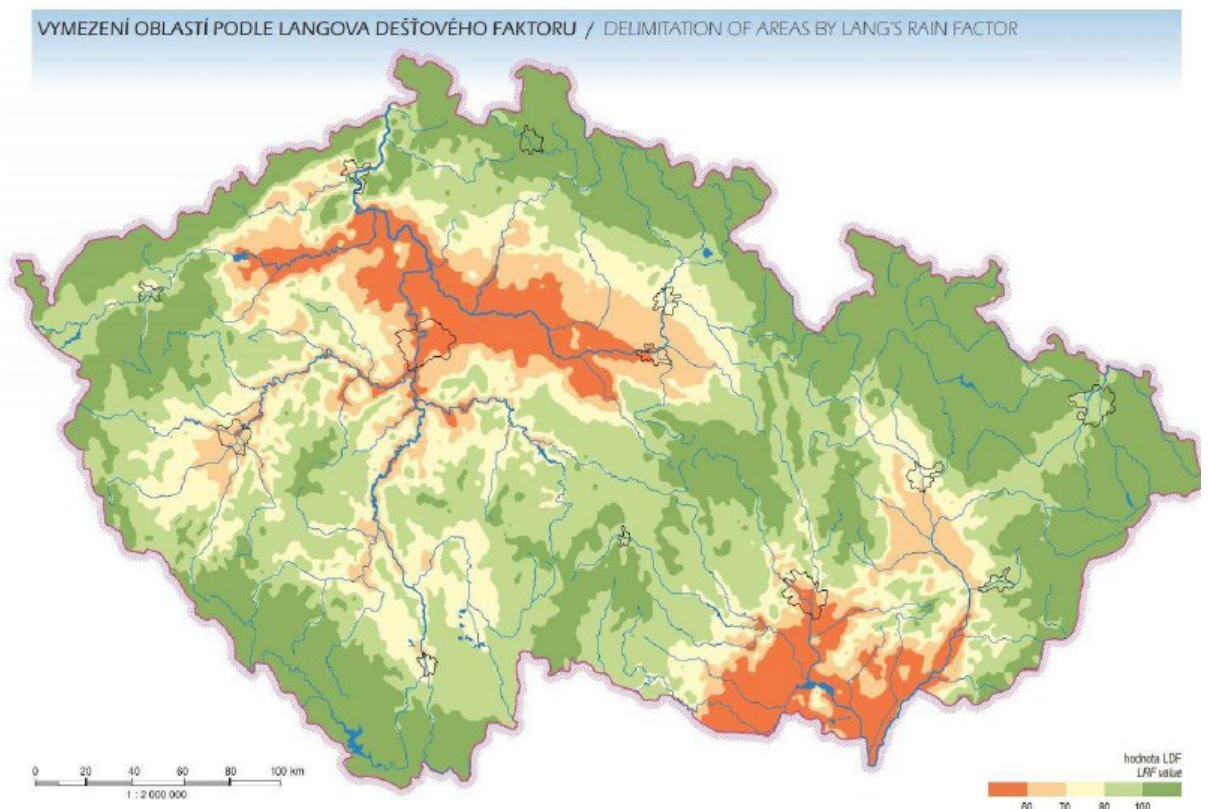 VYMEZENÍ OBLASTÍ PODLE LANGOVA DEŠŤOVÉHO FAKTORU / DELIMITATION OF AREAS BY LANG'S RAIN FACTOR
0 20 40 60 80 100 km
1 : 2 000 000
hodnota LDF
LRF value
60 70 80 100